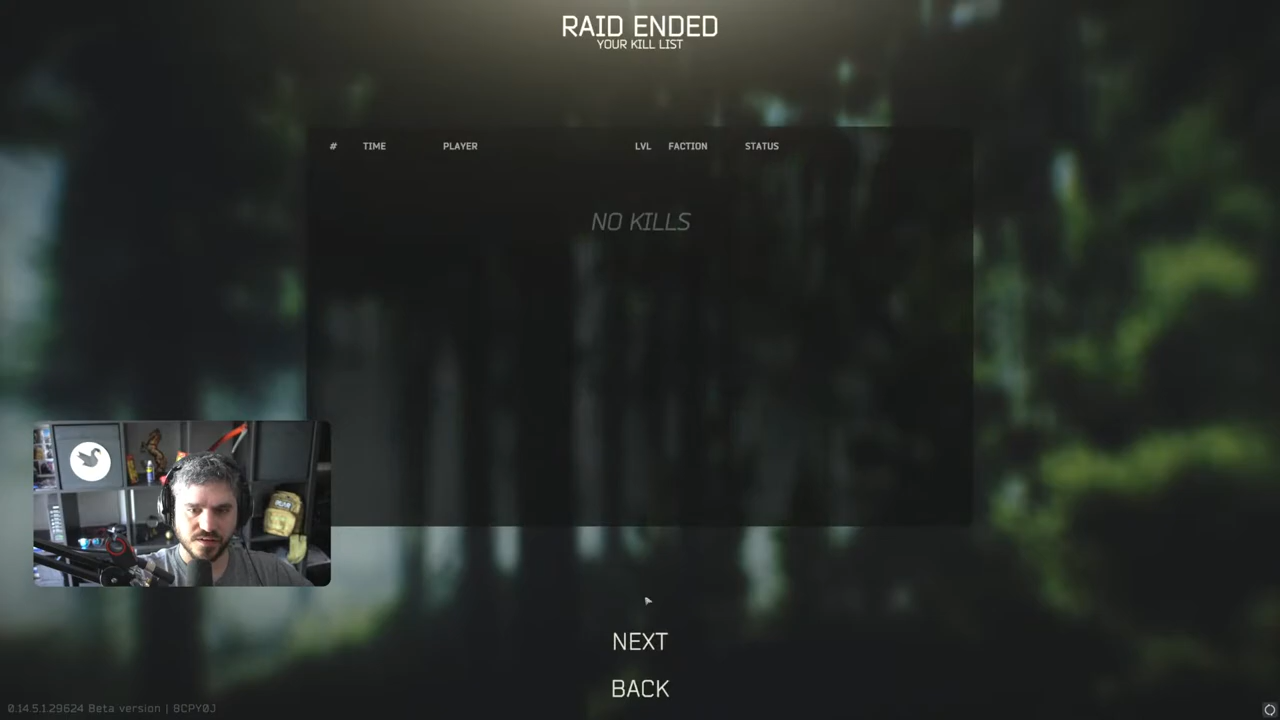 RAID ENDED
YOUR KILL LIST
# TIME PLAYER LVL FACTION STATUS
NO KILLS
NEXT
BACK
0.14.5.1.29624 Beta version | 8CPY0J